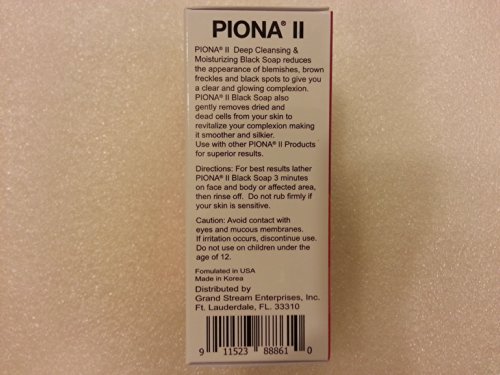 PIONA® II
PIONA® II Deep Cleansing &
Moisturizing Black Soap reduces
the appearance of blemishes, brown
freckles and black spots to give you
a clear and glowing complexion.
PIONA® II Black Soap also
gently removes dried and
dead cells from your skin to
revitalize your complexion making
it smoother and silkier.
Use with other PIONA® II Products
for superior results.
Directions: For best results lather
PIONA® II Black Soap 3 minutes
on face and body or affected area,
then rinse off. Do not rub firmly if
your skin is sensitive.
Caution: Avoid contact with
eyes and mucous membranes.
If irritation occurs, discontinue use.
Do not use on children under the
age of 12.
Fomulated in USA
Made in Korea
Distributed by
Grand Stream Enterprises, Inc.
Ft. Lauderdale, FL. 33310
9 11523 88861 0